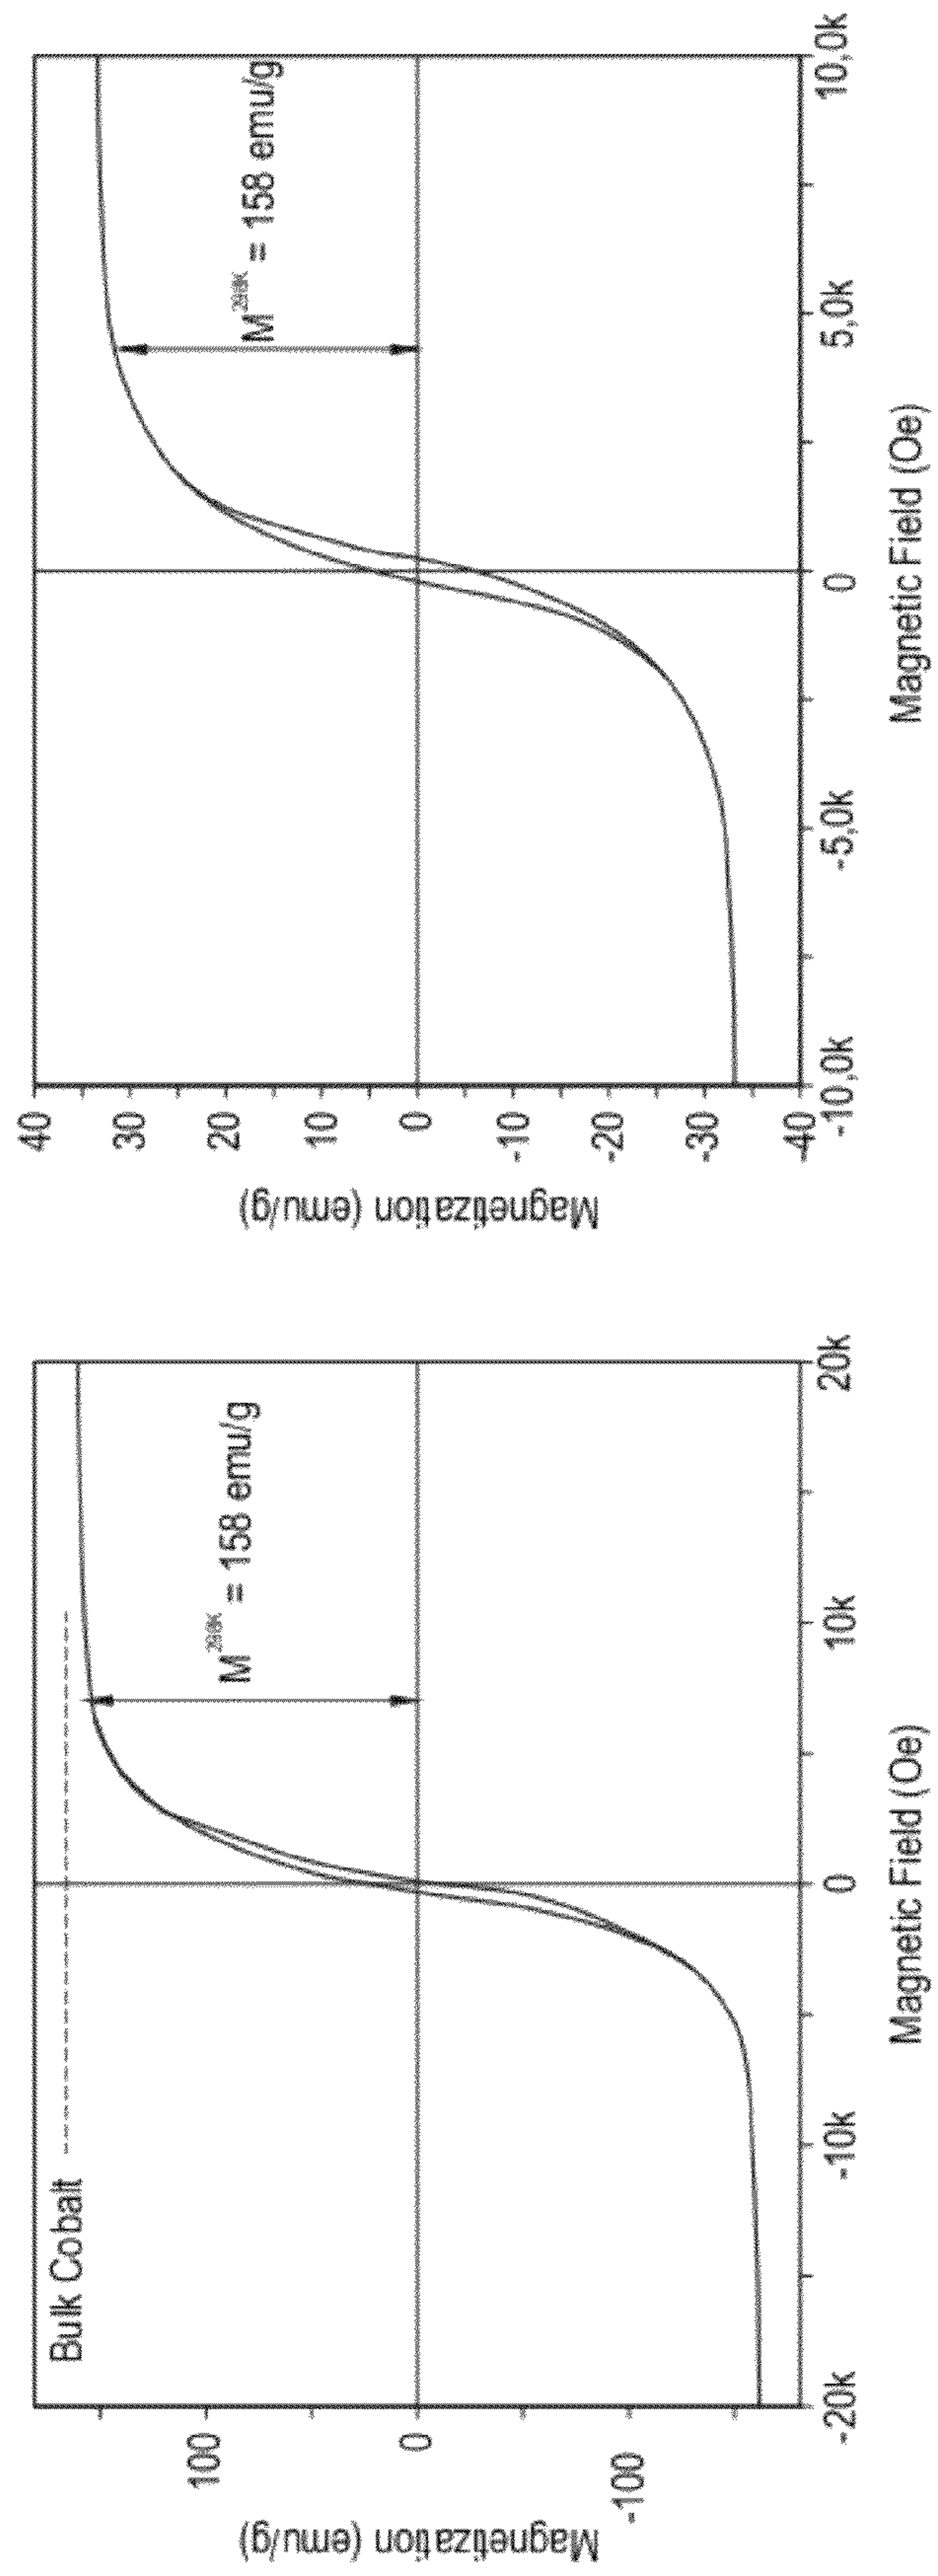 Magnetization (emu/g)
100
0
-100
Bulk Cobalt
M²⁹⁸ᴷ = 158 emu/g
-20k
-10k
0
10k
20k
Magnetic Field (Oe)
Magnetization (emu/g)
40
30
20
10
0
-10
-20
-30
-40
M²⁹⁸ᴷ = 158 emu/g
-10,0k
-5,0k
0
5,0k
10,0k
Magnetic Field (Oe)